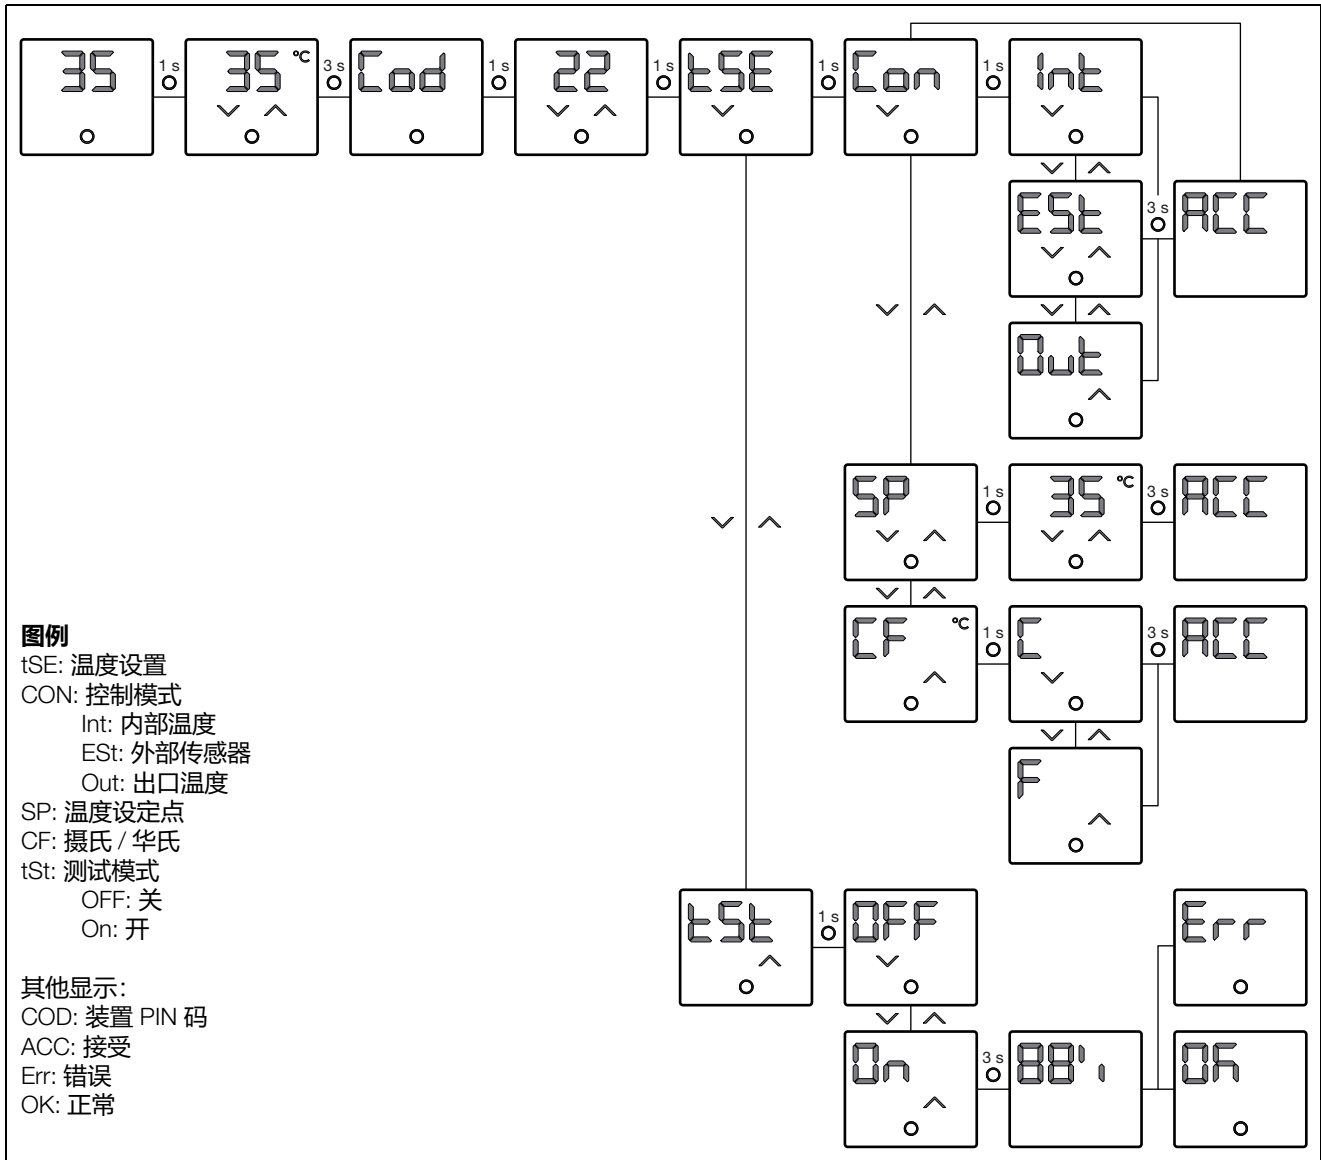 35 1 s 35 °C 3 s Cod 1 s 22 1 s tSE 1 s Con 1 s Int
ESt 3 s ACC
Out
SP 1 s 35 °C 3 s ACC
CF °C 1 s C 3 s ACC
F
tSt 1 s OFF Err
On 3 s 88 OK
图例
tSE: 温度设置
CON: 控制模式
Int: 内部温度
ESt: 外部传感器
Out: 出口温度
SP: 温度设定点
CF: 摄氏 / 华氏
tSt: 测试模式
OFF: 关
On: 开
其他显示:
COD: 装置 PIN 码
ACC: 接受
Err: 错误
OK: 正常